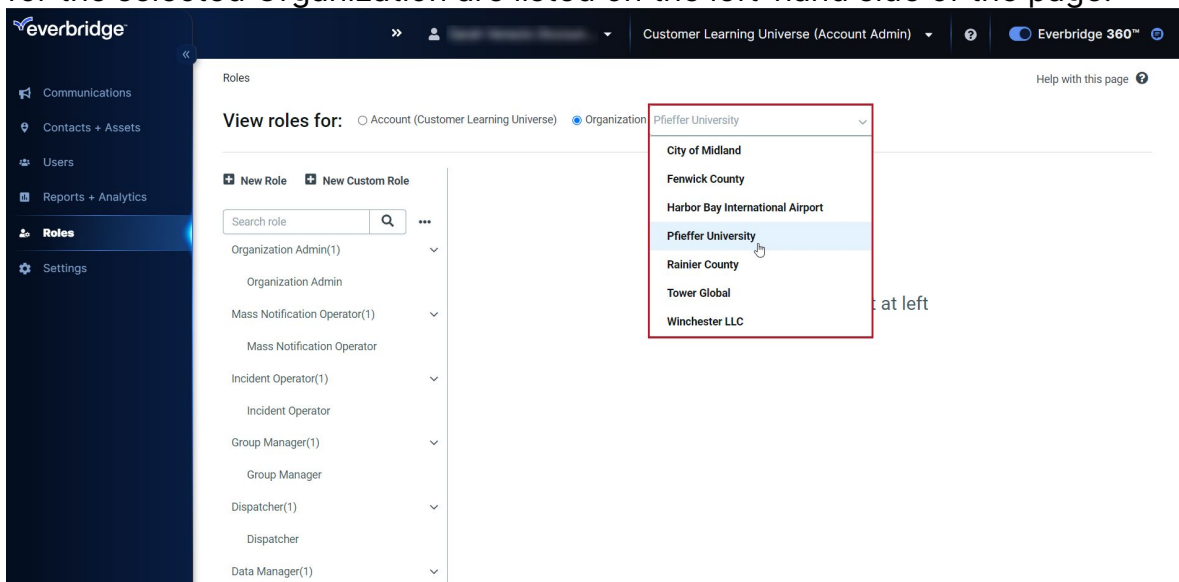 for the selected Organization are listed on the left-hand side of the page.
everbridge
Customer Learning Universe (Account Admin)
Everbridge 360™
Communications
Contacts + Assets
Users
Reports + Analytics
Roles
Settings
Roles
Help with this page
View roles for: Account (Customer Learning Universe) Organization Pfieffer University
City of Midland
Fenwick County
Harbor Bay International Airport
Pfieffer University
Rainier County
Tower Global
Winchester LLC
New Role New Custom Role
Search role
Organization Admin(1)
Organization Admin
Mass Notification Operator(1)
Mass Notification Operator
Incident Operator(1)
Incident Operator
Group Manager(1)
Group Manager
Dispatcher(1)
Dispatcher
Data Manager(1)
at left